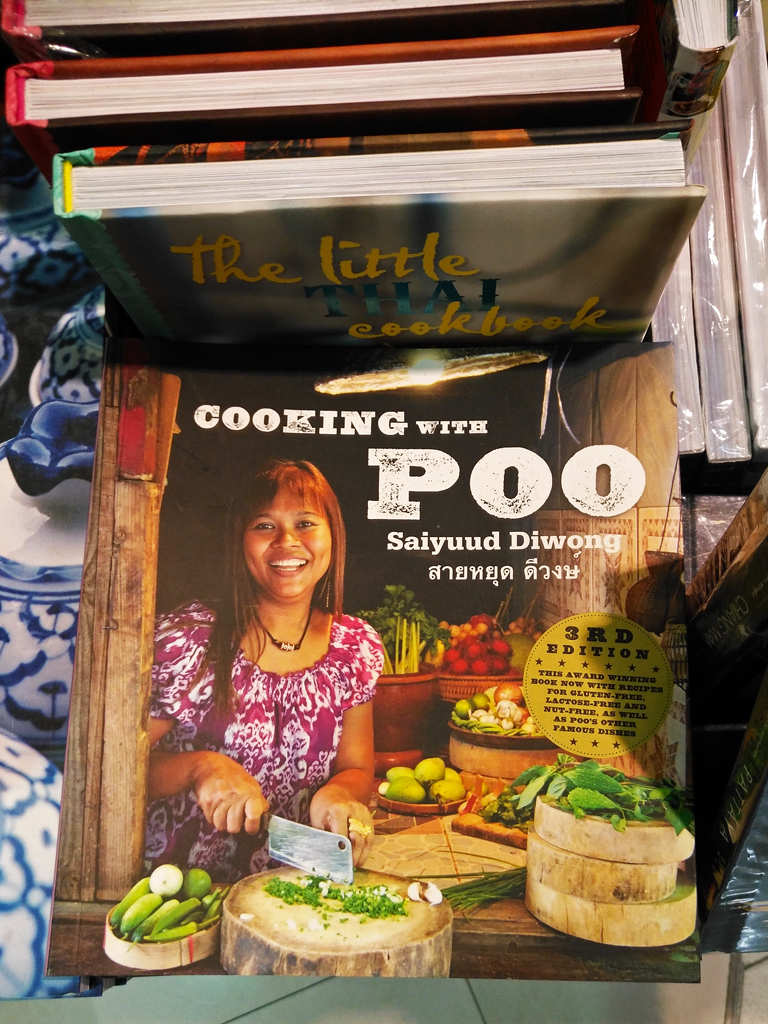 The little
THAI
cookbook
COOKING WITH
POO
Saiyuud Diwong
สายหยุด ดีวงษ์
3RD
EDITION
THIS AWARD WINNING
BOOK NOW WITH RECIPES
FOR GLUTEN-FREE,
LACTOSE-FREE AND
NUT-FREE, AS WELL
AS POO'S OTHER
FAMOUS DISHES